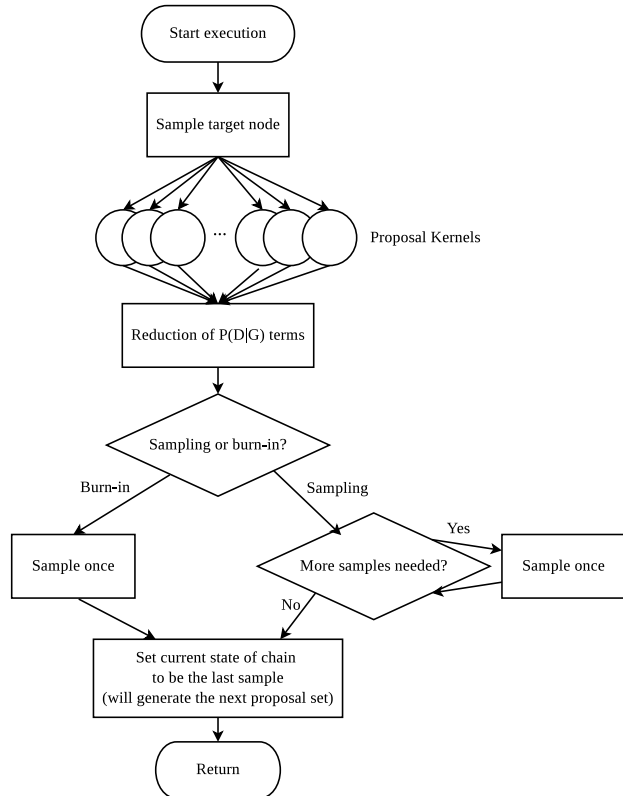 Start execution
Sample target node
...
Proposal Kernels
Reduction of P(D|G) terms
Sampling or burn-in?
Burn-in
Sampling
Yes
Sample once
More samples needed?
Sample once
No
Set current state of chain
to be the last sample
(will generate the next proposal set)
Return